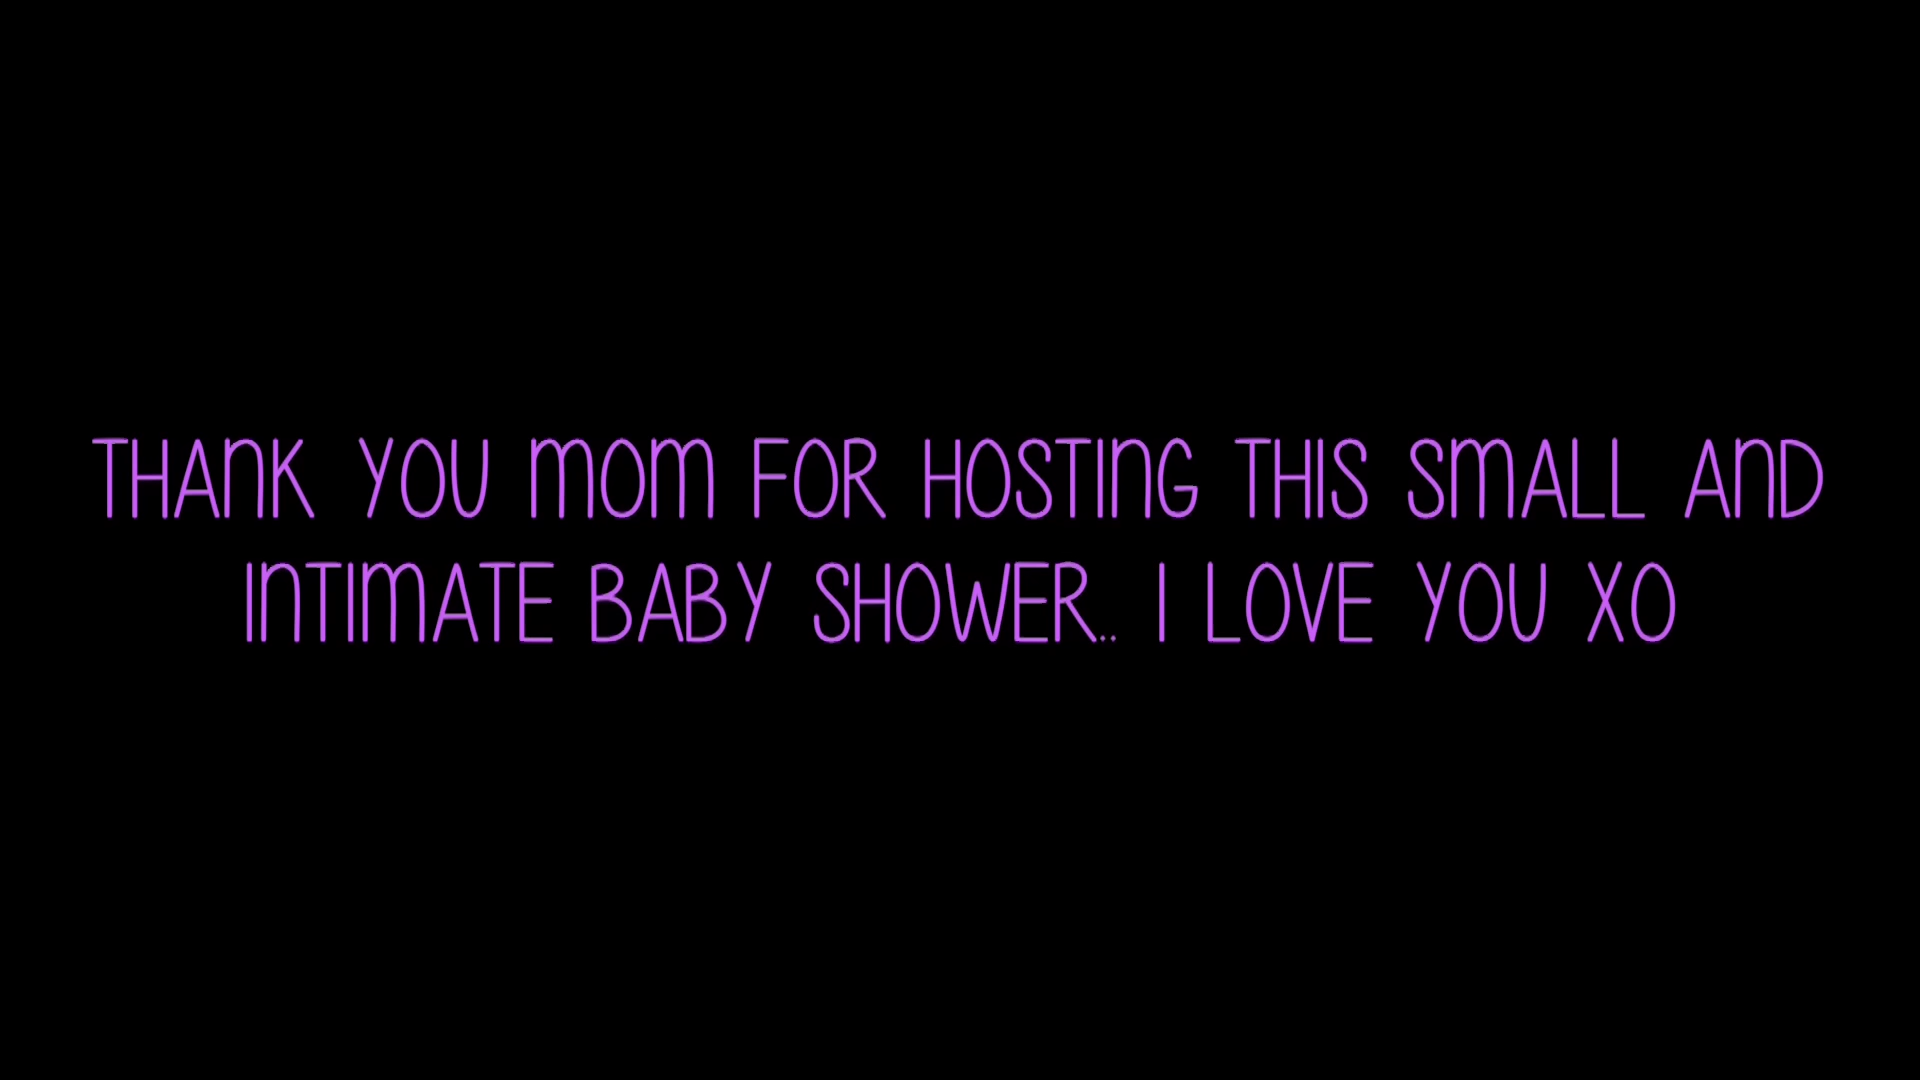 THANK YOU MOM FOR HOSTING THIS SMALL AND
INTIMATE BABY SHOWER.. I LOVE YOU XO